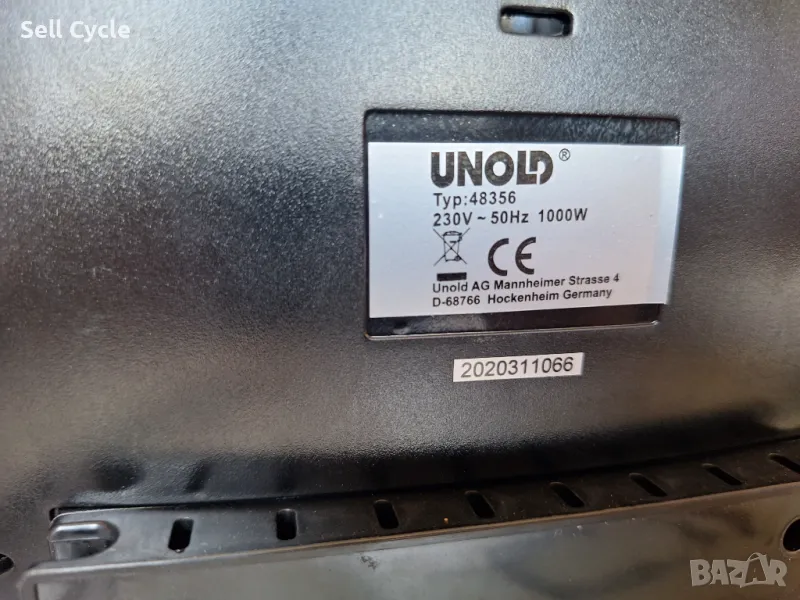 Sell Cycle
UNOLD®
Typ:48356
230V ~ 50Hz 1000W
CE
Unold AG Mannheimer Strasse 4
D-68766 Hockenheim Germany
2020311066
BAZAR